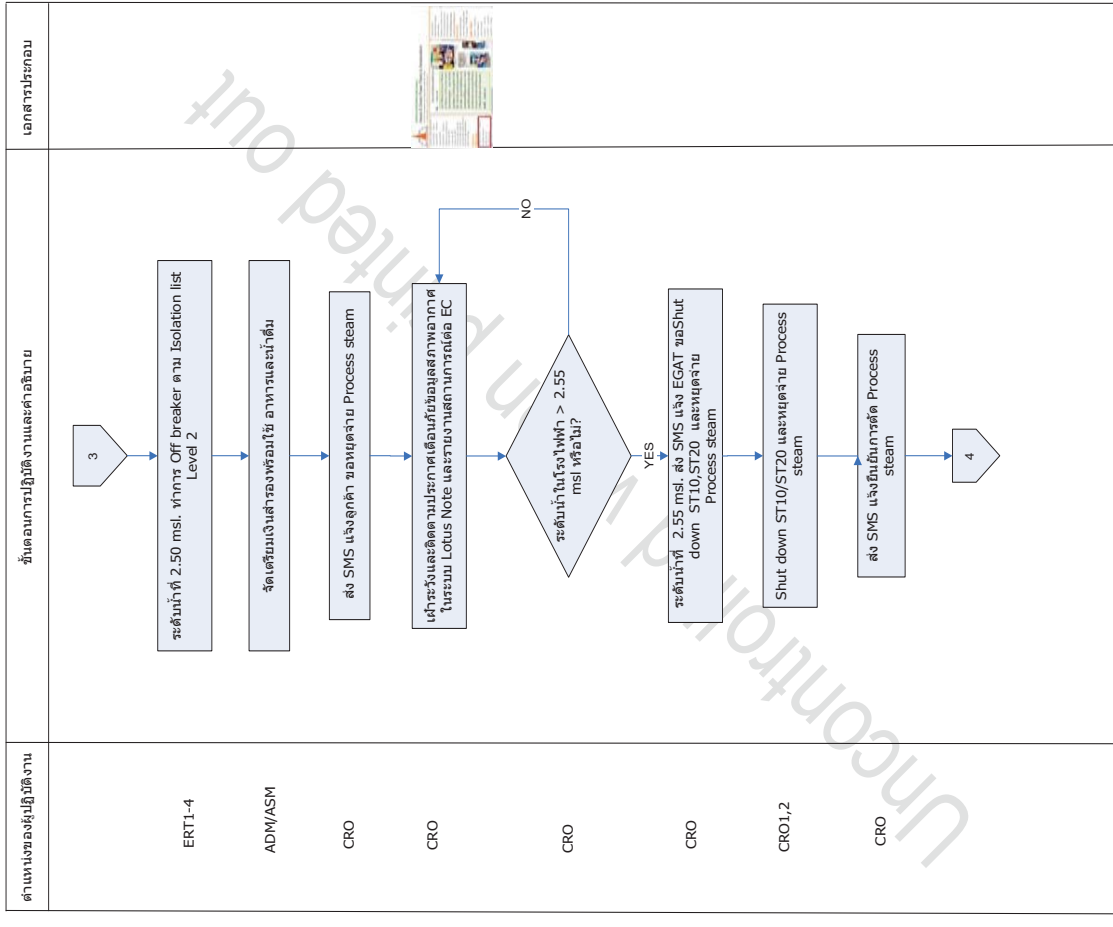 ตำแหน่งของผู้ปฏิบัติงาน
ขั้นตอนการปฏิบัติงานและคำอธิบาย
เอกสารประกอบ
3
ERT1-4
ระดับน้ำที่ 2.50 msl. ทำการ Off breaker ตาม Isolation list
Level 2
ADM/ASM
จัดเตรียมเงินสำรองพร้อมใช้ อาหารและน้ำดื่ม
CRO
ส่ง SMS แจ้งลูกค้า ขอหยุดจ่าย Process steam
CRO
เฝ้าระวังและติดตามประกาศเตือนภัยข้อมูลสภาพอากาศ
ในระบบ Lotus Note และรายงานสถานการณ์ต่อ EC
CRO
ระดับน้ำในโรงไฟฟ้า > 2.55
msl หรือไม่?
NO
YES
CRO
ระดับน้ำที่ 2.55 msl. ส่ง SMS แจ้ง EGAT ขอShut
down ST10,ST20 และหยุดจ่าย
Process steam
CRO1,2
Shut down ST10/ST20 และหยุดจ่าย Process
steam
CRO
ส่ง SMS แจ้งยืนยันการตัด Process
steam
4
Uncontrolled when printed out